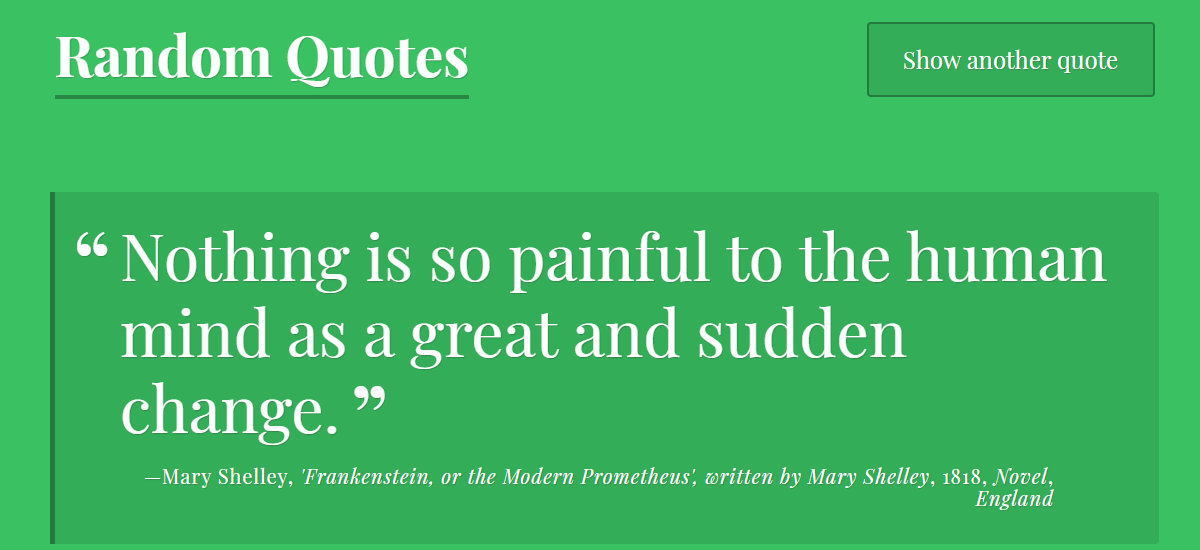 Random Quotes
Show another quote
“ Nothing is so painful to the human
mind as a great and sudden
change. ”
—Mary Shelley, 'Frankenstein, or the Modern Prometheus', written by Mary Shelley, 1818, Novel,
England